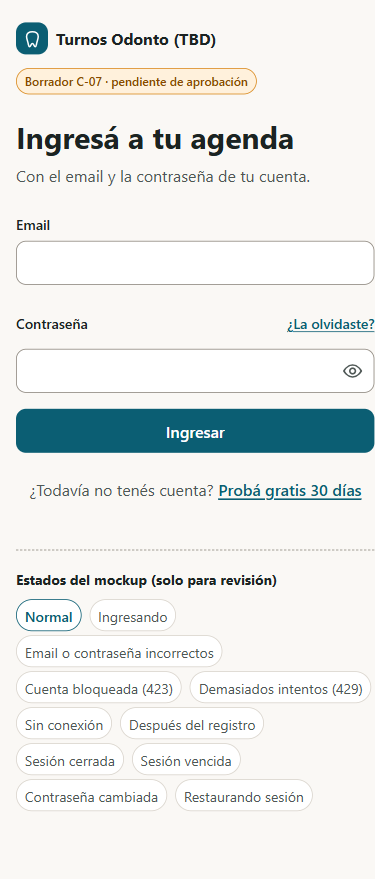 Turnos Odonto (TBD)
Borrador C-07 · pendiente de aprobación
Ingresá a tu agenda
Con el email y la contraseña de tu cuenta.
Email
Contraseña ¿La olvidaste?
Ingresar
¿Todavía no tenés cuenta? Probá gratis 30 días
Estados del mockup (solo para revisión)
Normal Ingresando
Email o contraseña incorrectos
Cuenta bloqueada (423) Demasiados intentos (429)
Sin conexión Después del registro
Sesión cerrada Sesión vencida
Contraseña cambiada Restaurando sesión